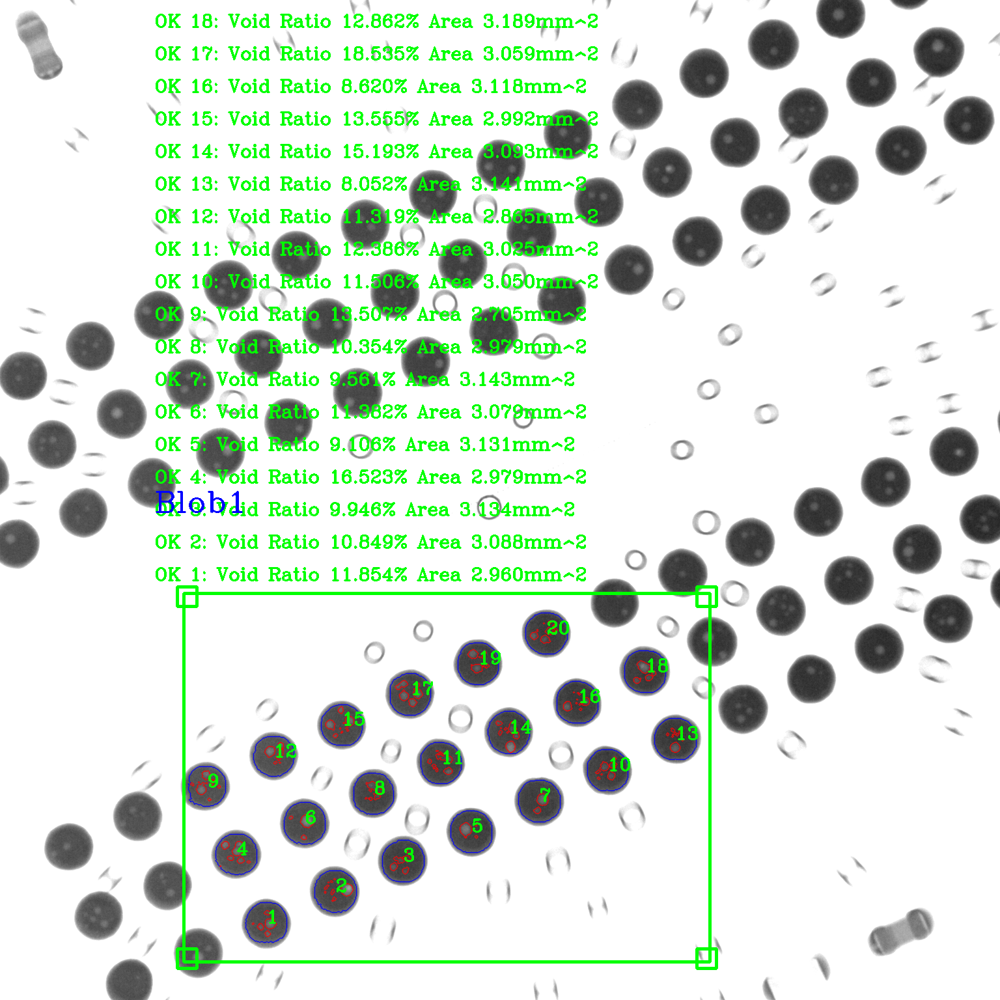 OK 18: Void Ratio 12.862% Area 3.189mm^2
OK 17: Void Ratio 18.535% Area 3.059mm^2
OK 16: Void Ratio 8.620% Area 3.118mm^2
OK 15: Void Ratio 13.555% Area 2.992mm^2
OK 14: Void Ratio 15.193% Area 3.093mm^2
OK 13: Void Ratio 8.052% Area 3.141mm^2
OK 12: Void Ratio 11.319% Area 2.865mm^2
OK 11: Void Ratio 12.386% Area 3.025mm^2
OK 10: Void Ratio 11.506% Area 3.050mm^2
OK 9: Void Ratio 13.507% Area 2.705mm^2
OK 8: Void Ratio 10.354% Area 2.979mm^2
OK 7: Void Ratio 9.561% Area 3.143mm^2
OK 6: Void Ratio 11.382% Area 3.079mm^2
OK 5: Void Ratio 9.106% Area 3.131mm^2
OK 4: Void Ratio 16.523% Area 2.979mm^2
Blob1
OK 3: Void Ratio 9.946% Area 3.134mm^2
OK 2: Void Ratio 10.849% Area 3.088mm^2
OK 1: Void Ratio 11.854% Area 2.960mm^2
20
19
18
17
16
15
14
13
12
11
10
9
8
7
6
5
4
3
2
1